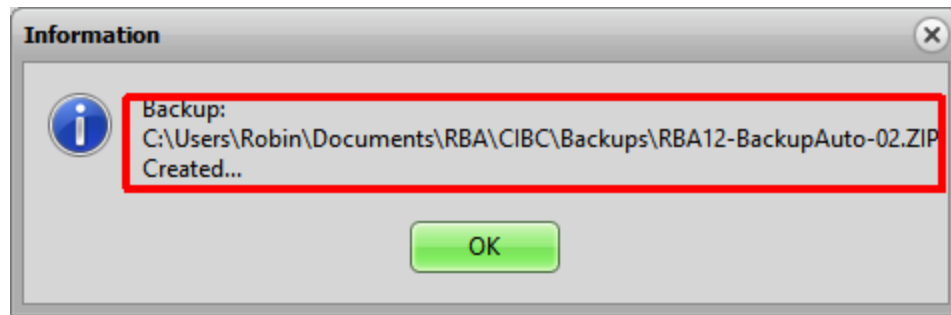 Information
Backup:
C:\Users\Robin\Documents\RBA\CIBC\Backups\RBA12-BackupAuto-02.ZIP
Created...
OK